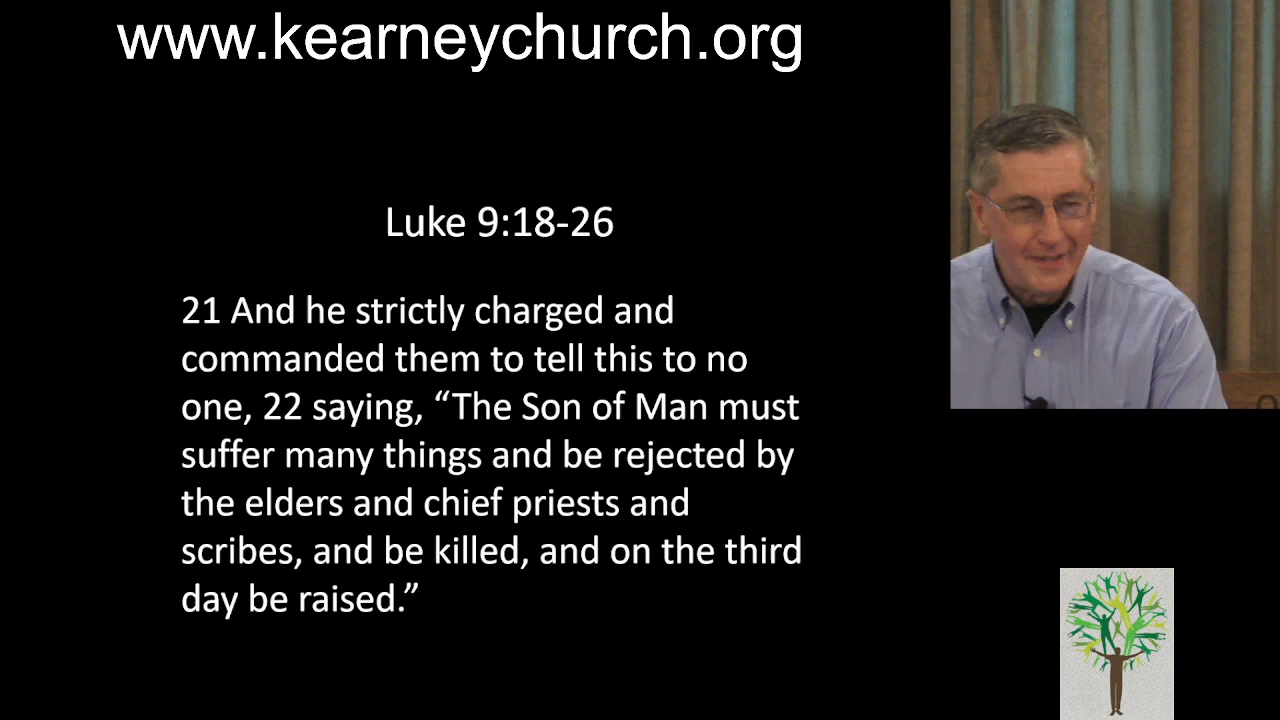 www.kearneychurch.org
Luke 9:18-26
21 And he strictly charged and
commanded them to tell this to no
one, 22 saying, “The Son of Man must
suffer many things and be rejected by
the elders and chief priests and
scribes, and be killed, and on the third
day be raised.”